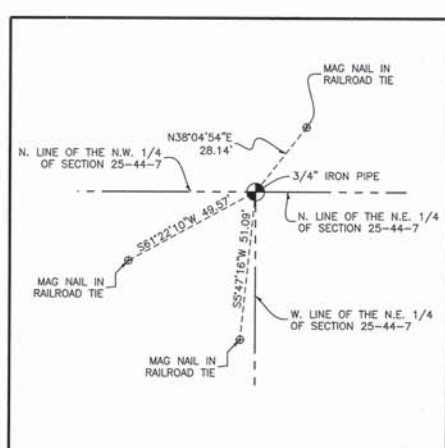 MAG NAIL IN
RAILROAD TIE
N38°04'54"E
28.14'
N. LINE OF THE N.W. 1/4
OF SECTION 25-44-7
3/4" IRON PIPE
N. LINE OF THE N.E. 1/4
OF SECTION 25-44-7
S61°22'10"W 49.57'
S5°47'16"W 51.09'
MAG NAIL IN
RAILROAD TIE
W. LINE OF THE N.E. 1/4
OF SECTION 25-44-7
MAG NAIL IN
RAILROAD TIE